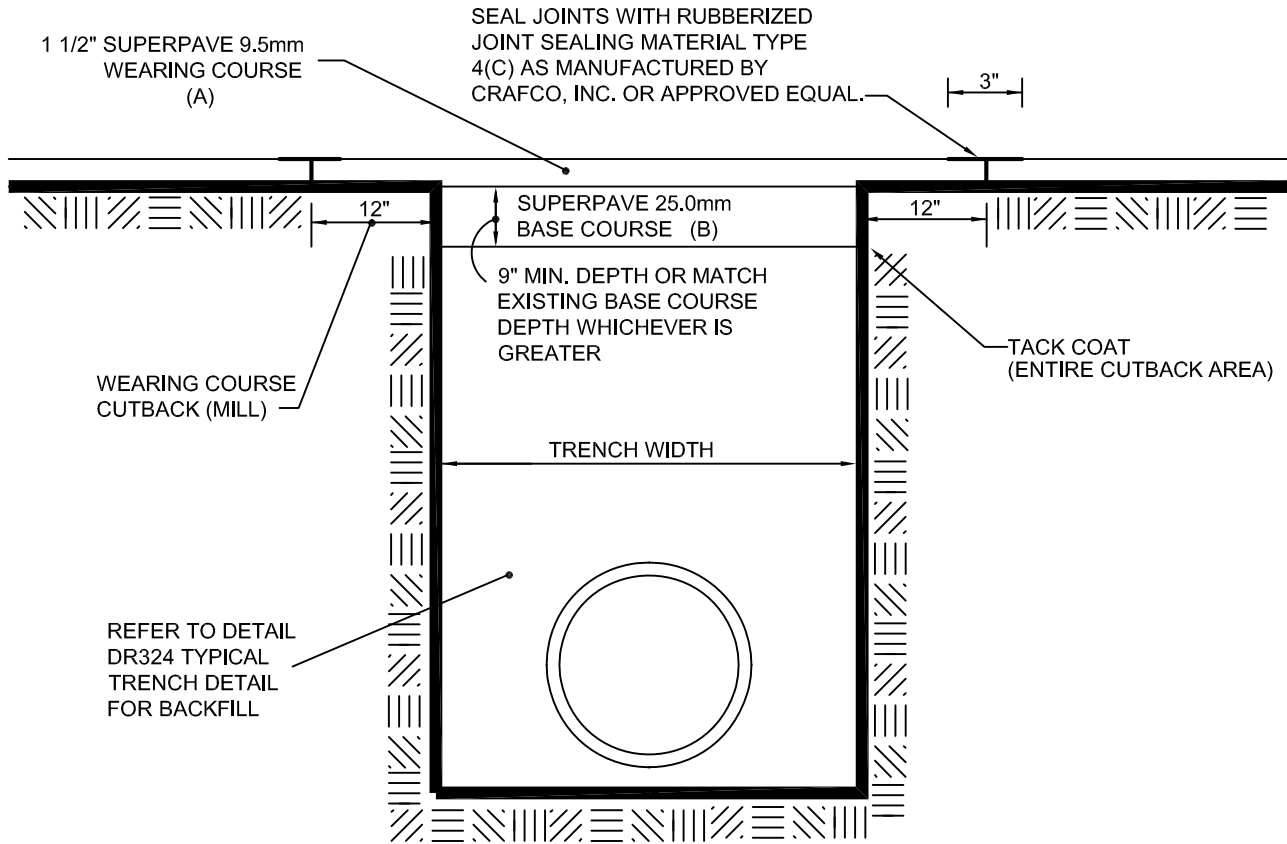 1 1/2" SUPERPAVE 9.5mm
WEARING COURSE
(A)
SEAL JOINTS WITH RUBBERIZED
JOINT SEALING MATERIAL TYPE
4(C) AS MANUFACTURED BY
CRAFCO, INC. OR APPROVED EQUAL.
3"
12"
SUPERPAVE 25.0mm
BASE COURSE (B)
12"
9" MIN. DEPTH OR MATCH
EXISTING BASE COURSE
DEPTH WHICHEVER IS
GREATER
TACK COAT
(ENTIRE CUTBACK AREA)
WEARING COURSE
CUTBACK (MILL)
TRENCH WIDTH
REFER TO DETAIL
DR324 TYPICAL
TRENCH DETAIL
FOR BACKFILL